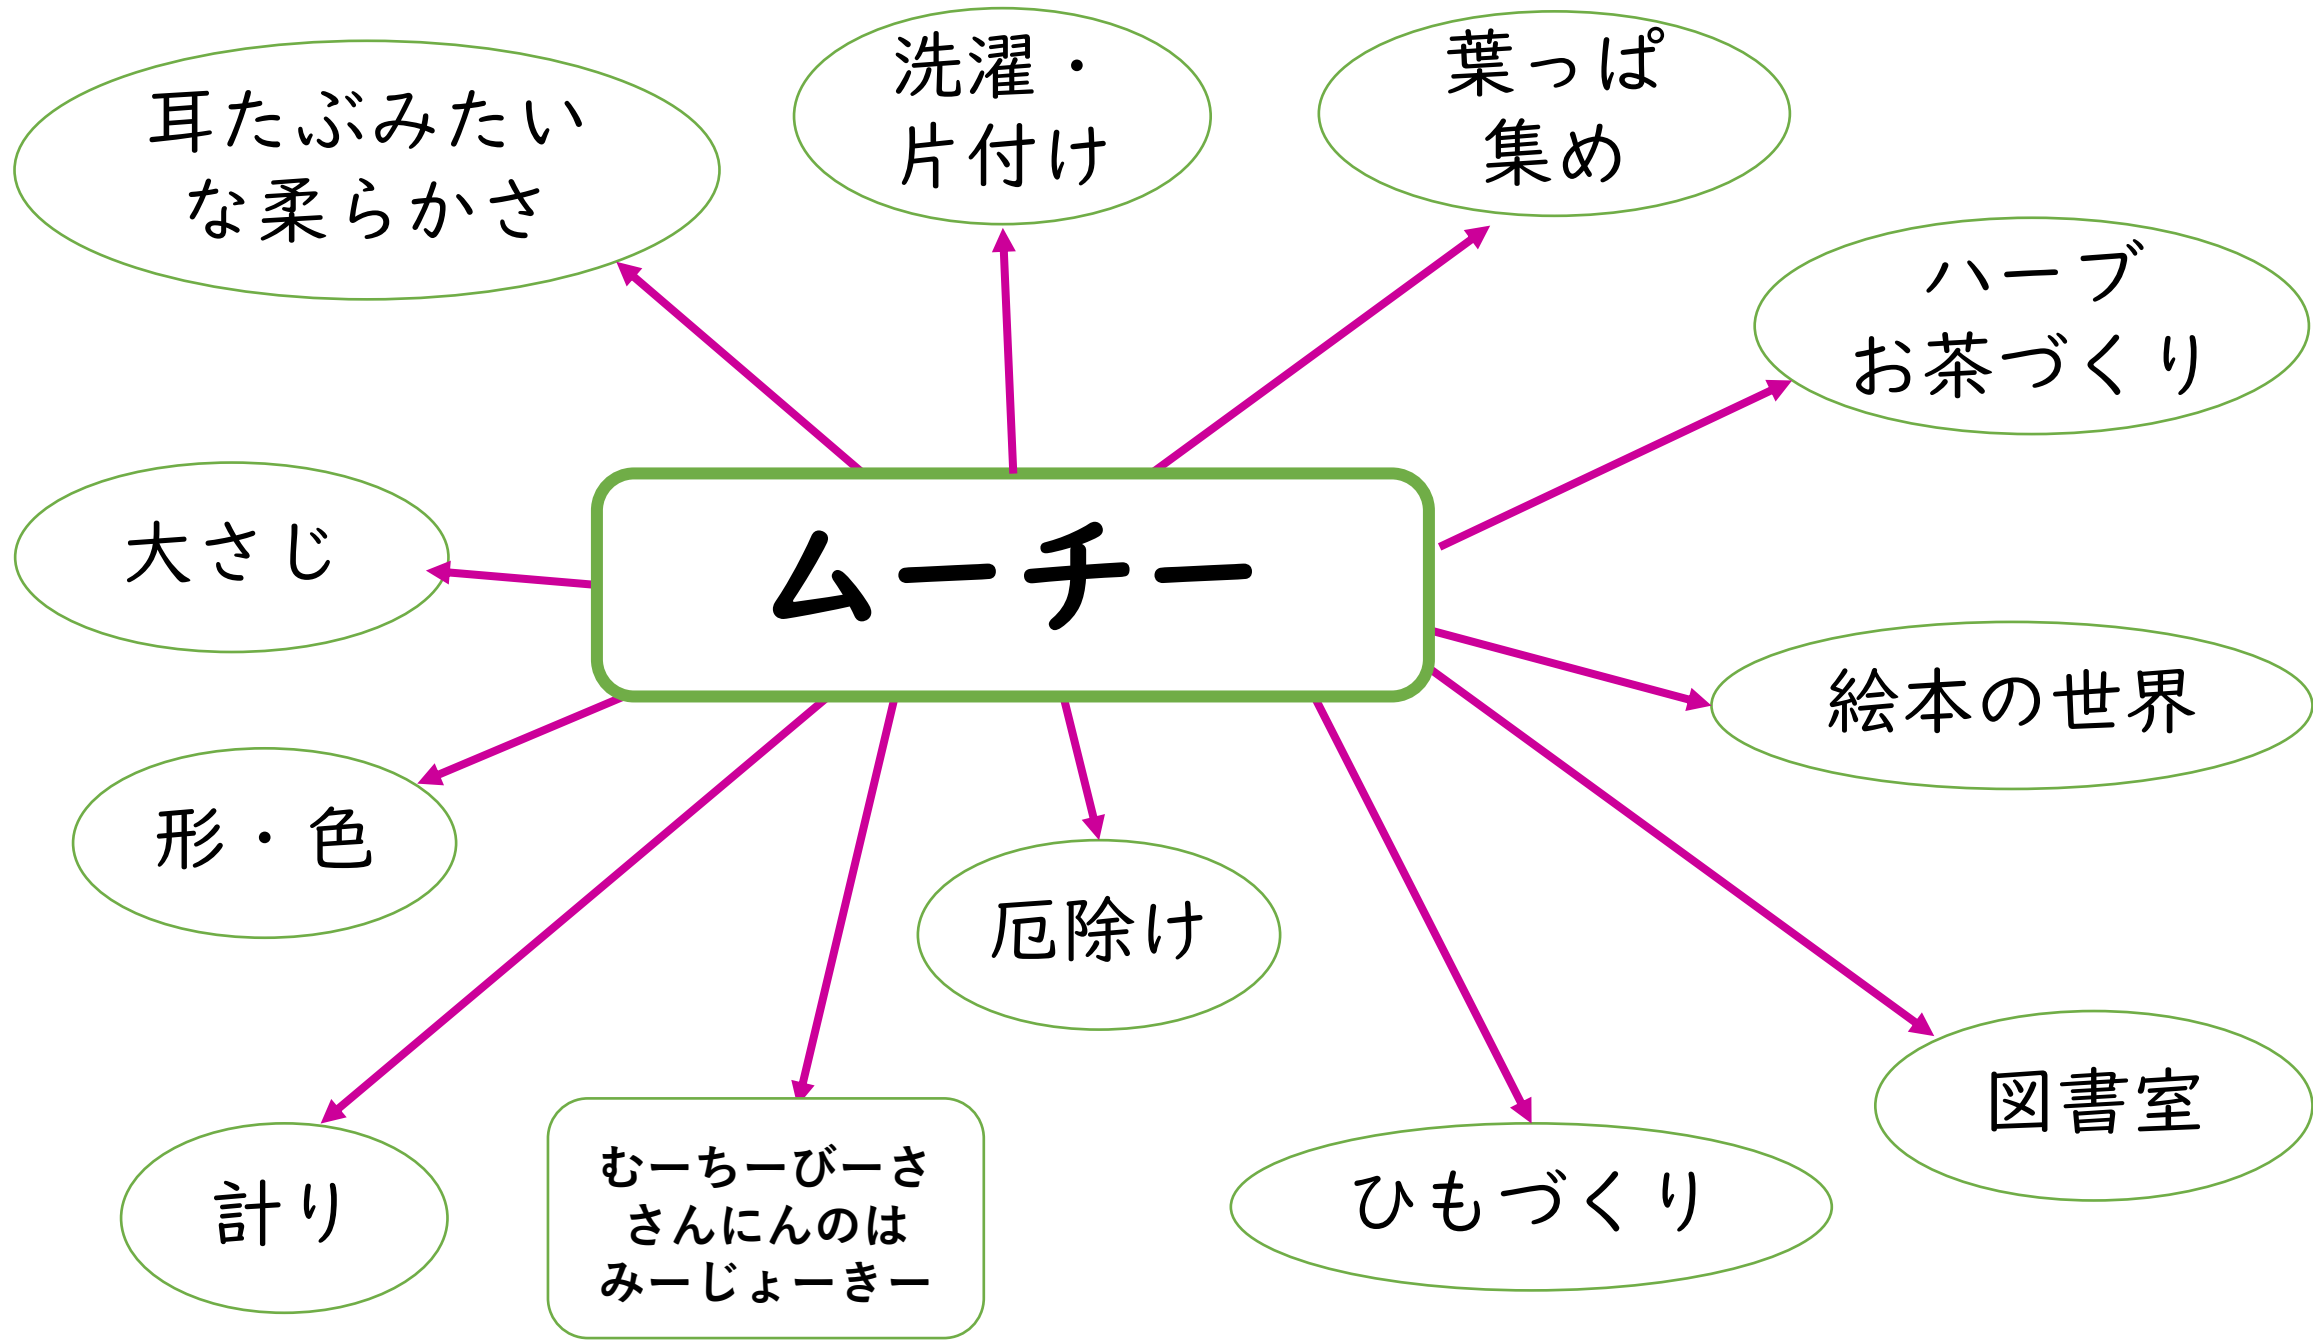 耳たぶみたい
な柔らかさ
洗濯・
片付け
葉っぱ
集め
ハーブ
お茶づくり
大さじ
ムーチー
絵本の世界
形・色
厄除け
図書室
計り
むーちーびーさ
さんにんのは
みーじょーきー
ひもづくり